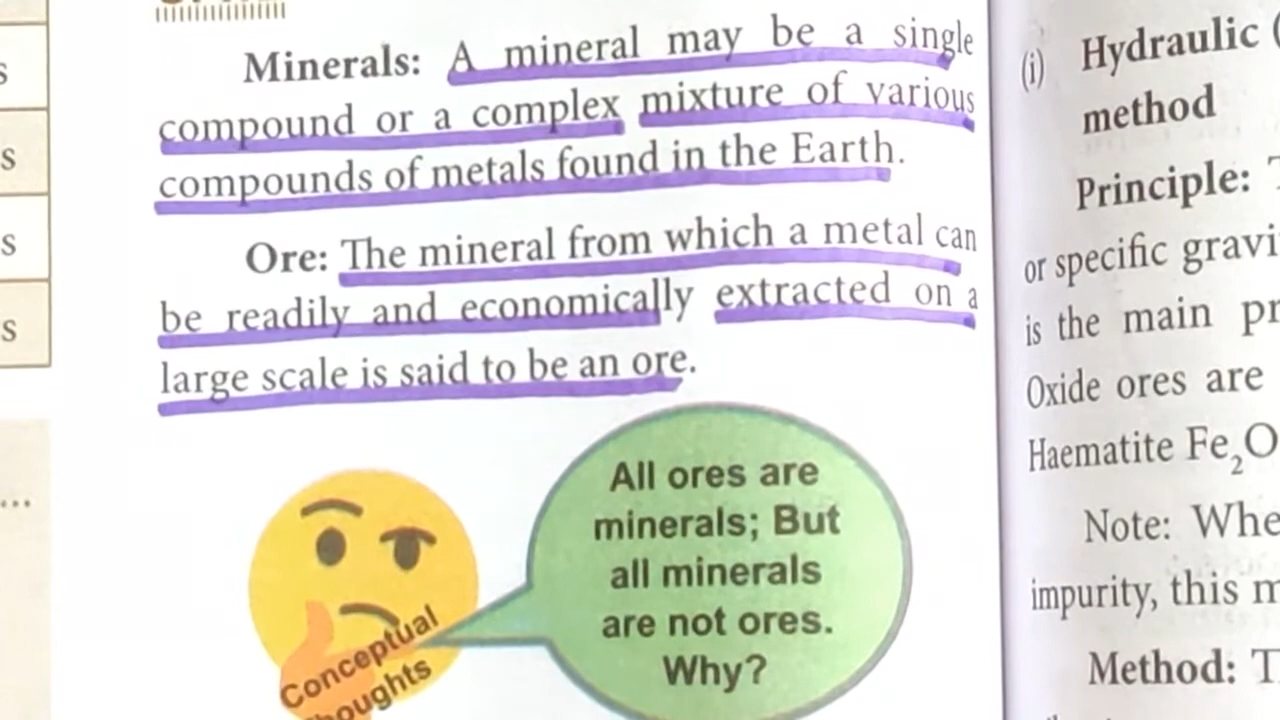 s
s
s
s
...
Minerals: A mineral may be a single
compound or a complex mixture of various
compounds of metals found in the Earth.
Ore: The mineral from which a metal can
be readily and economically extracted on a
large scale is said to be an ore.
All ores are
minerals; But
all minerals
are not ores.
Why?
Conceptual
(i) Hydraulic (
method
Principle:
or specific gravi
is the main pr
Oxide ores are
Haematite Fe₂O
Note: Whe
impurity, this m
Method: T